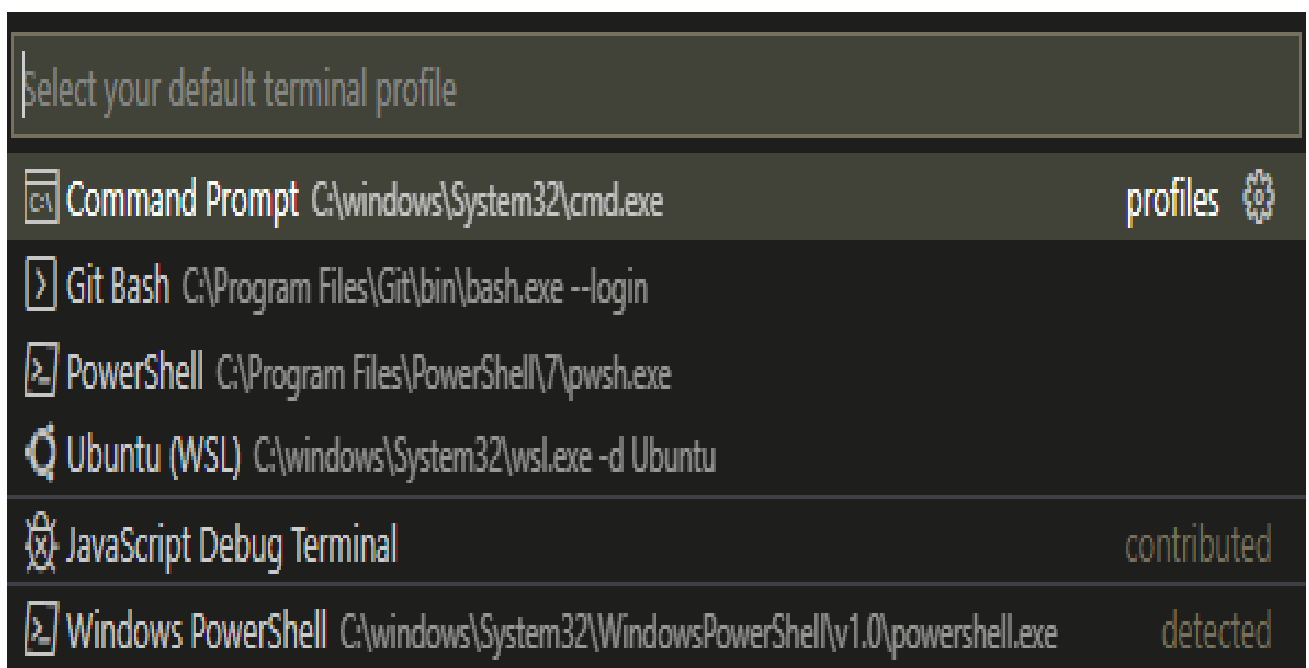 Select your default terminal profile
Command Prompt C:\windows\System32\cmd.exe profiles
Git Bash C:\Program Files\Git\bin\bash.exe --login
PowerShell C:\Program Files\PowerShell\7\pwsh.exe
Ubuntu (WSL) C:\windows\System32\wsl.exe -d Ubuntu
JavaScript Debug Terminal contributed
Windows PowerShell C:\windows\System32\WindowsPowerShell\v1.0\powershell.exe detected